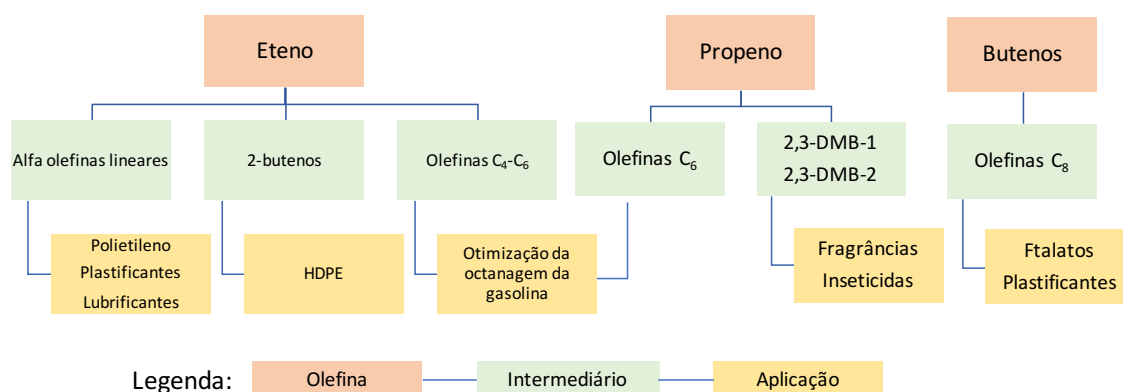 Eteno
Propeno
Butenos
Alfa olefinas lineares
2-butenos
Olefinas C₄-C₆
Olefinas C₆
2,3-DMB-1
2,3-DMB-2
Olefinas C₈
Polietileno
Plastificantes
Lubrificantes
HDPE
Otimização da
octanagem da
gasolina
Fragrâncias
Inseticidas
Ftalatos
Plastificantes
Legenda:
Olefina
Intermediário
Aplicação